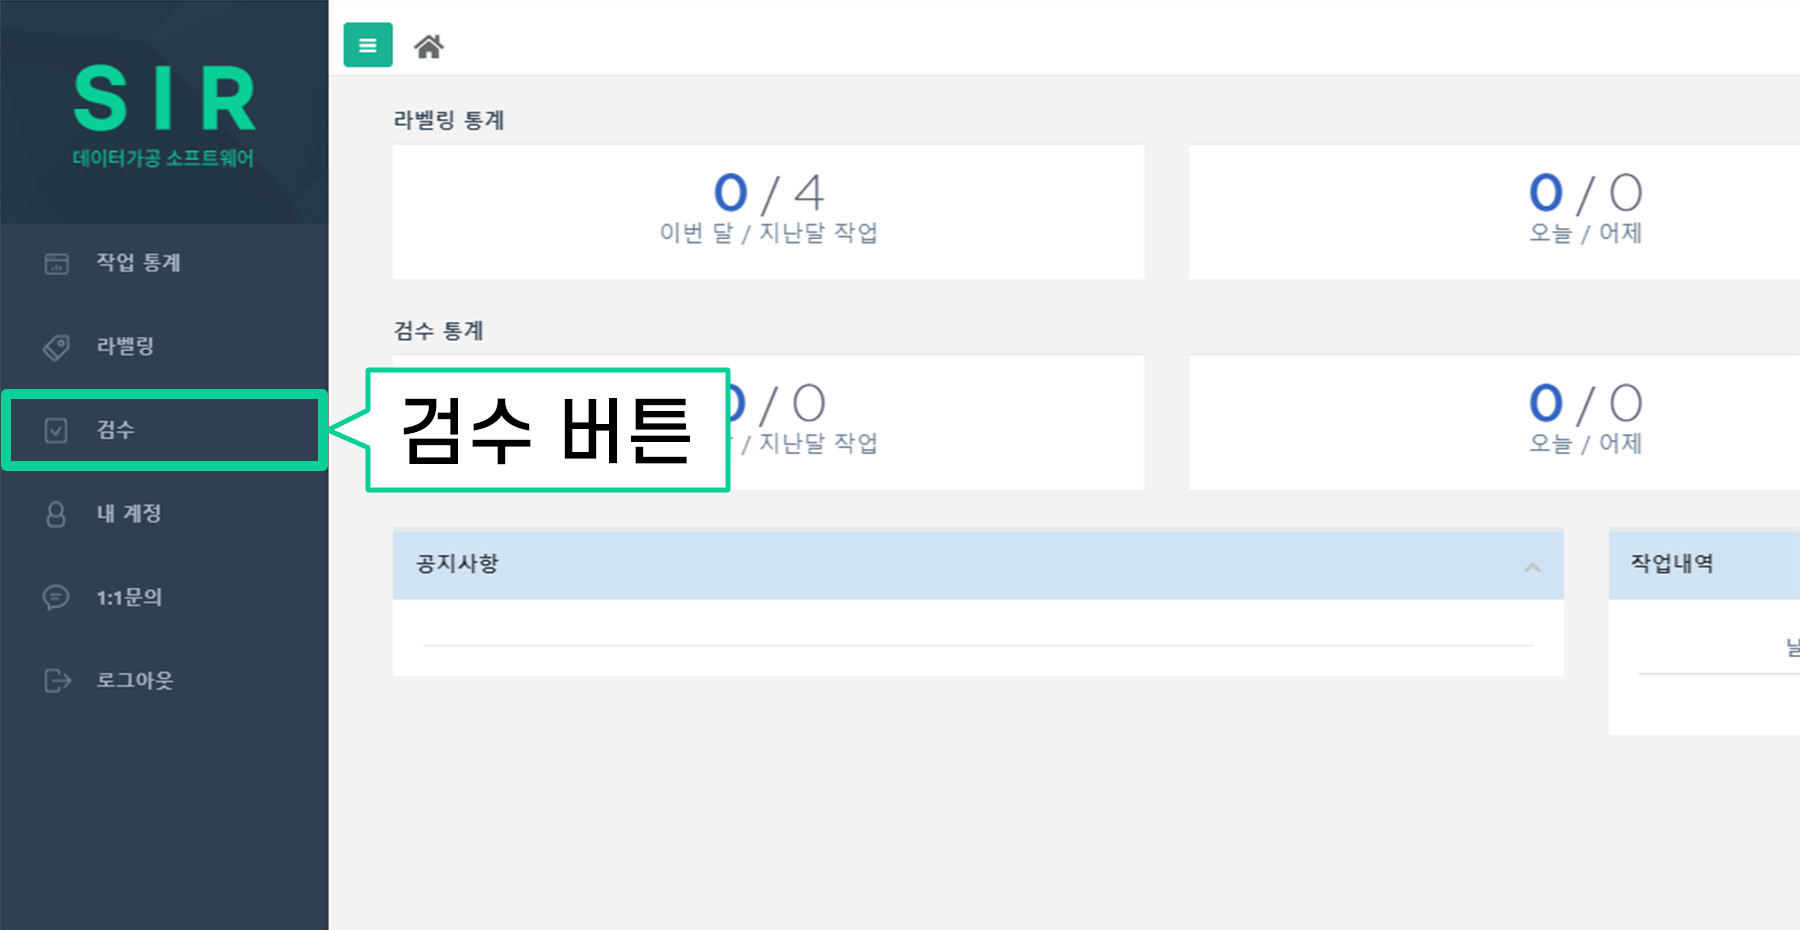 SIR
데이터가공 소프트웨어
작업 통계
라벨링
검수
내 계정
1:1문의
로그아웃
검수 버튼
라벨링 통계
0 / 4
이번 달 / 지난달 작업
0 / 0
오늘 / 어제
검수 통계
/ 0
/ 지난달 작업
0 / 0
오늘 / 어제
공지사항
작업내역